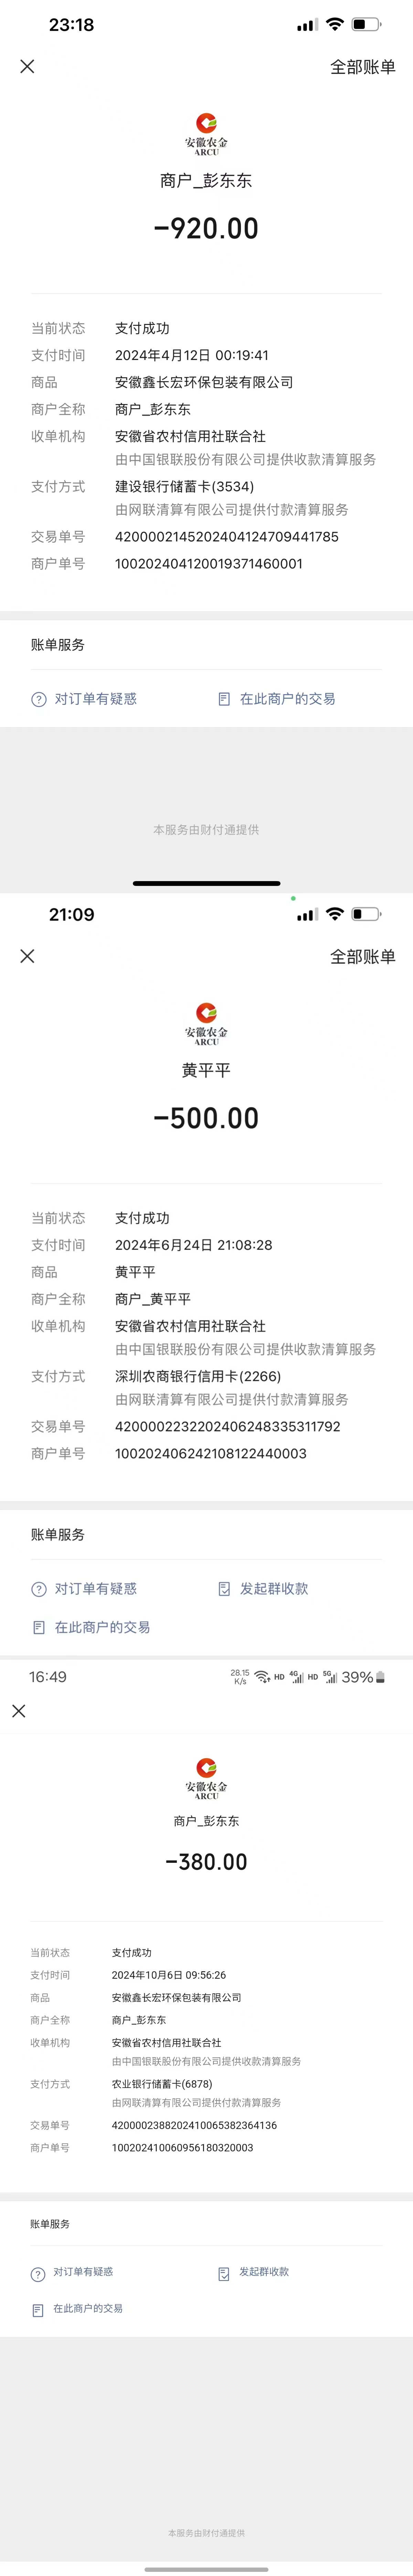 23:18
全部账单
安徽农金
ARCU
商户_彭东东
-920.00
当前状态 支付成功
支付时间 2024年4月12日 00:19:41
商品 安徽鑫长宏环保包装有限公司
商户全称 商户_彭东东
收单机构 安徽省农村信用社联合社
由中国银联股份有限公司提供收款清算服务
支付方式 建设银行储蓄卡(3534)
由网联清算有限公司提供付款清算服务
交易单号 4200002145202404124709441785
商户单号 100202404120019371460001
账单服务
对订单有疑惑 在此商户的交易
本服务由财付通提供
21:09
全部账单
安徽农金
ARCU
黄平平
-500.00
当前状态 支付成功
支付时间 2024年6月24日 21:08:28
商品 黄平平
商户全称 商户_黄平平
收单机构 安徽省农村信用社联合社
由中国银联股份有限公司提供收款清算服务
支付方式 深圳农商银行信用卡(2266)
由网联清算有限公司提供付款清算服务
交易单号 4200002232202406248335311792
商户单号 100202406242108122440003
账单服务
对订单有疑惑 发起群收款
在此商户的交易
16:49 28.15 K/s HD 4G HD 5G 39%
安徽农金
ARCU
商户_彭东东
-380.00
当前状态 支付成功
支付时间 2024年10月6日 09:56:26
商品 安徽鑫长宏环保包装有限公司
商户全称 商户_彭东东
收单机构 安徽省农村信用社联合社
由中国银联股份有限公司提供收款清算服务
支付方式 农业银行储蓄卡(6878)
由网联清算有限公司提供付款清算服务
交易单号 4200002388202410065382364136
商户单号 100202410060956180320003
账单服务
对订单有疑惑 发起群收款
在此商户的交易
本服务由财付通提供